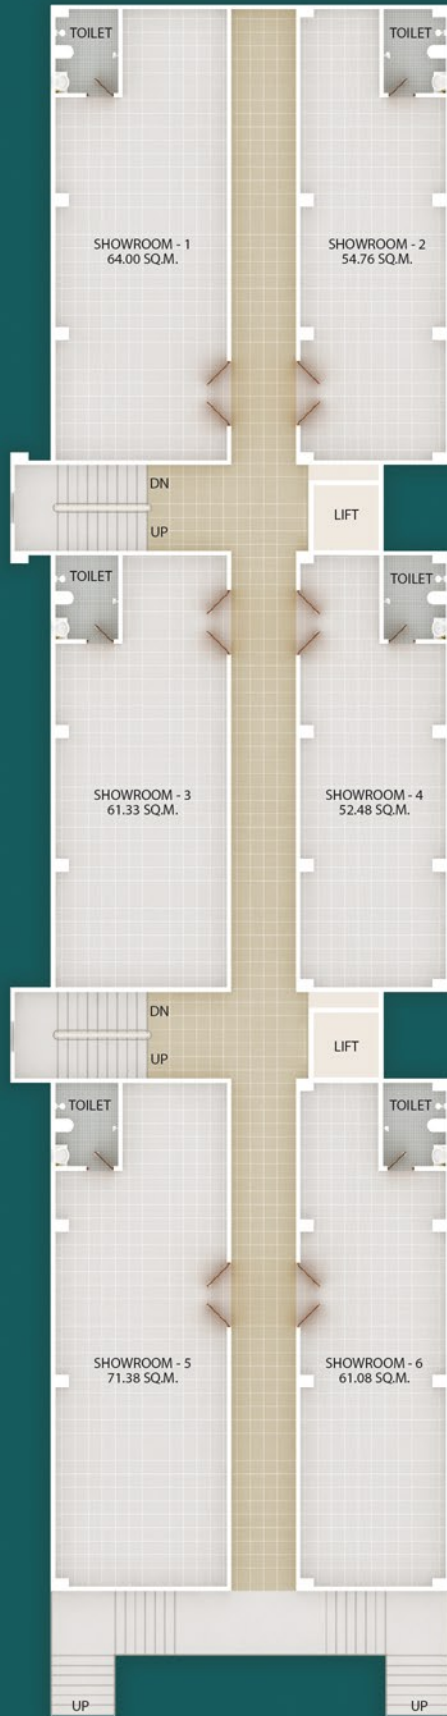 TOILET
TOILET
SHOWROOM - 1
64.00 SQ.M.
SHOWROOM - 2
54.76 SQ.M.
DN
UP
LIFT
TOILET
TOILET
SHOWROOM - 3
61.33 SQ.M.
SHOWROOM - 4
52.48 SQ.M.
DN
UP
LIFT
TOILET
TOILET
SHOWROOM - 5
71.38 SQ.M.
SHOWROOM - 6
61.08 SQ.M.
UP
UP